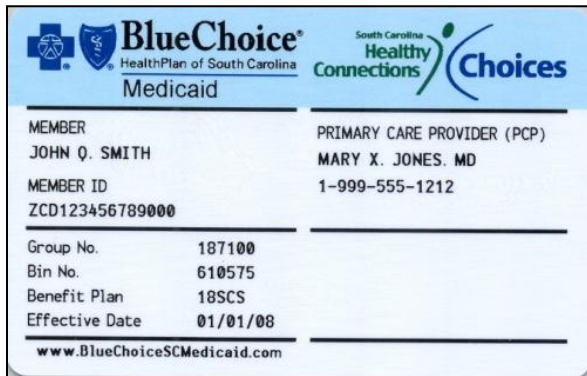 BlueChoice®
HealthPlan of South Carolina
Medicaid
South Carolina
Healthy
Connections
Choices
MEMBER
JOHN Q. SMITH
MEMBER ID
ZCD123456789000
PRIMARY CARE PROVIDER (PCP)
MARY X. JONES. MD
1-999-555-1212
Group No. 187100
Bin No. 610575
Benefit Plan 18SCS
Effective Date 01/01/08
www.BlueChoiceSCMedicaid.com